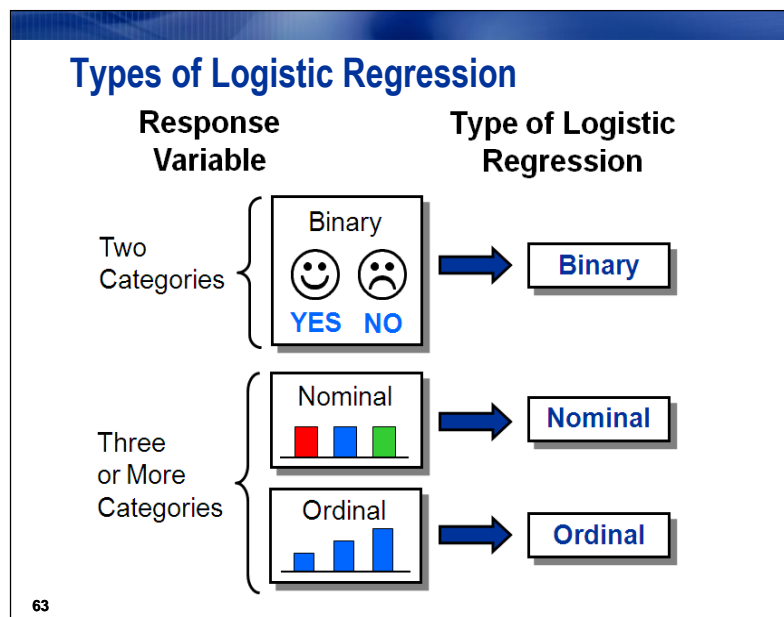 Types of Logistic Regression
Response
Variable
Type of Logistic
Regression
Two
Categories
Binary
YES NO
Binary
Three
or More
Categories
Nominal
Nominal
Ordinal
Ordinal
63